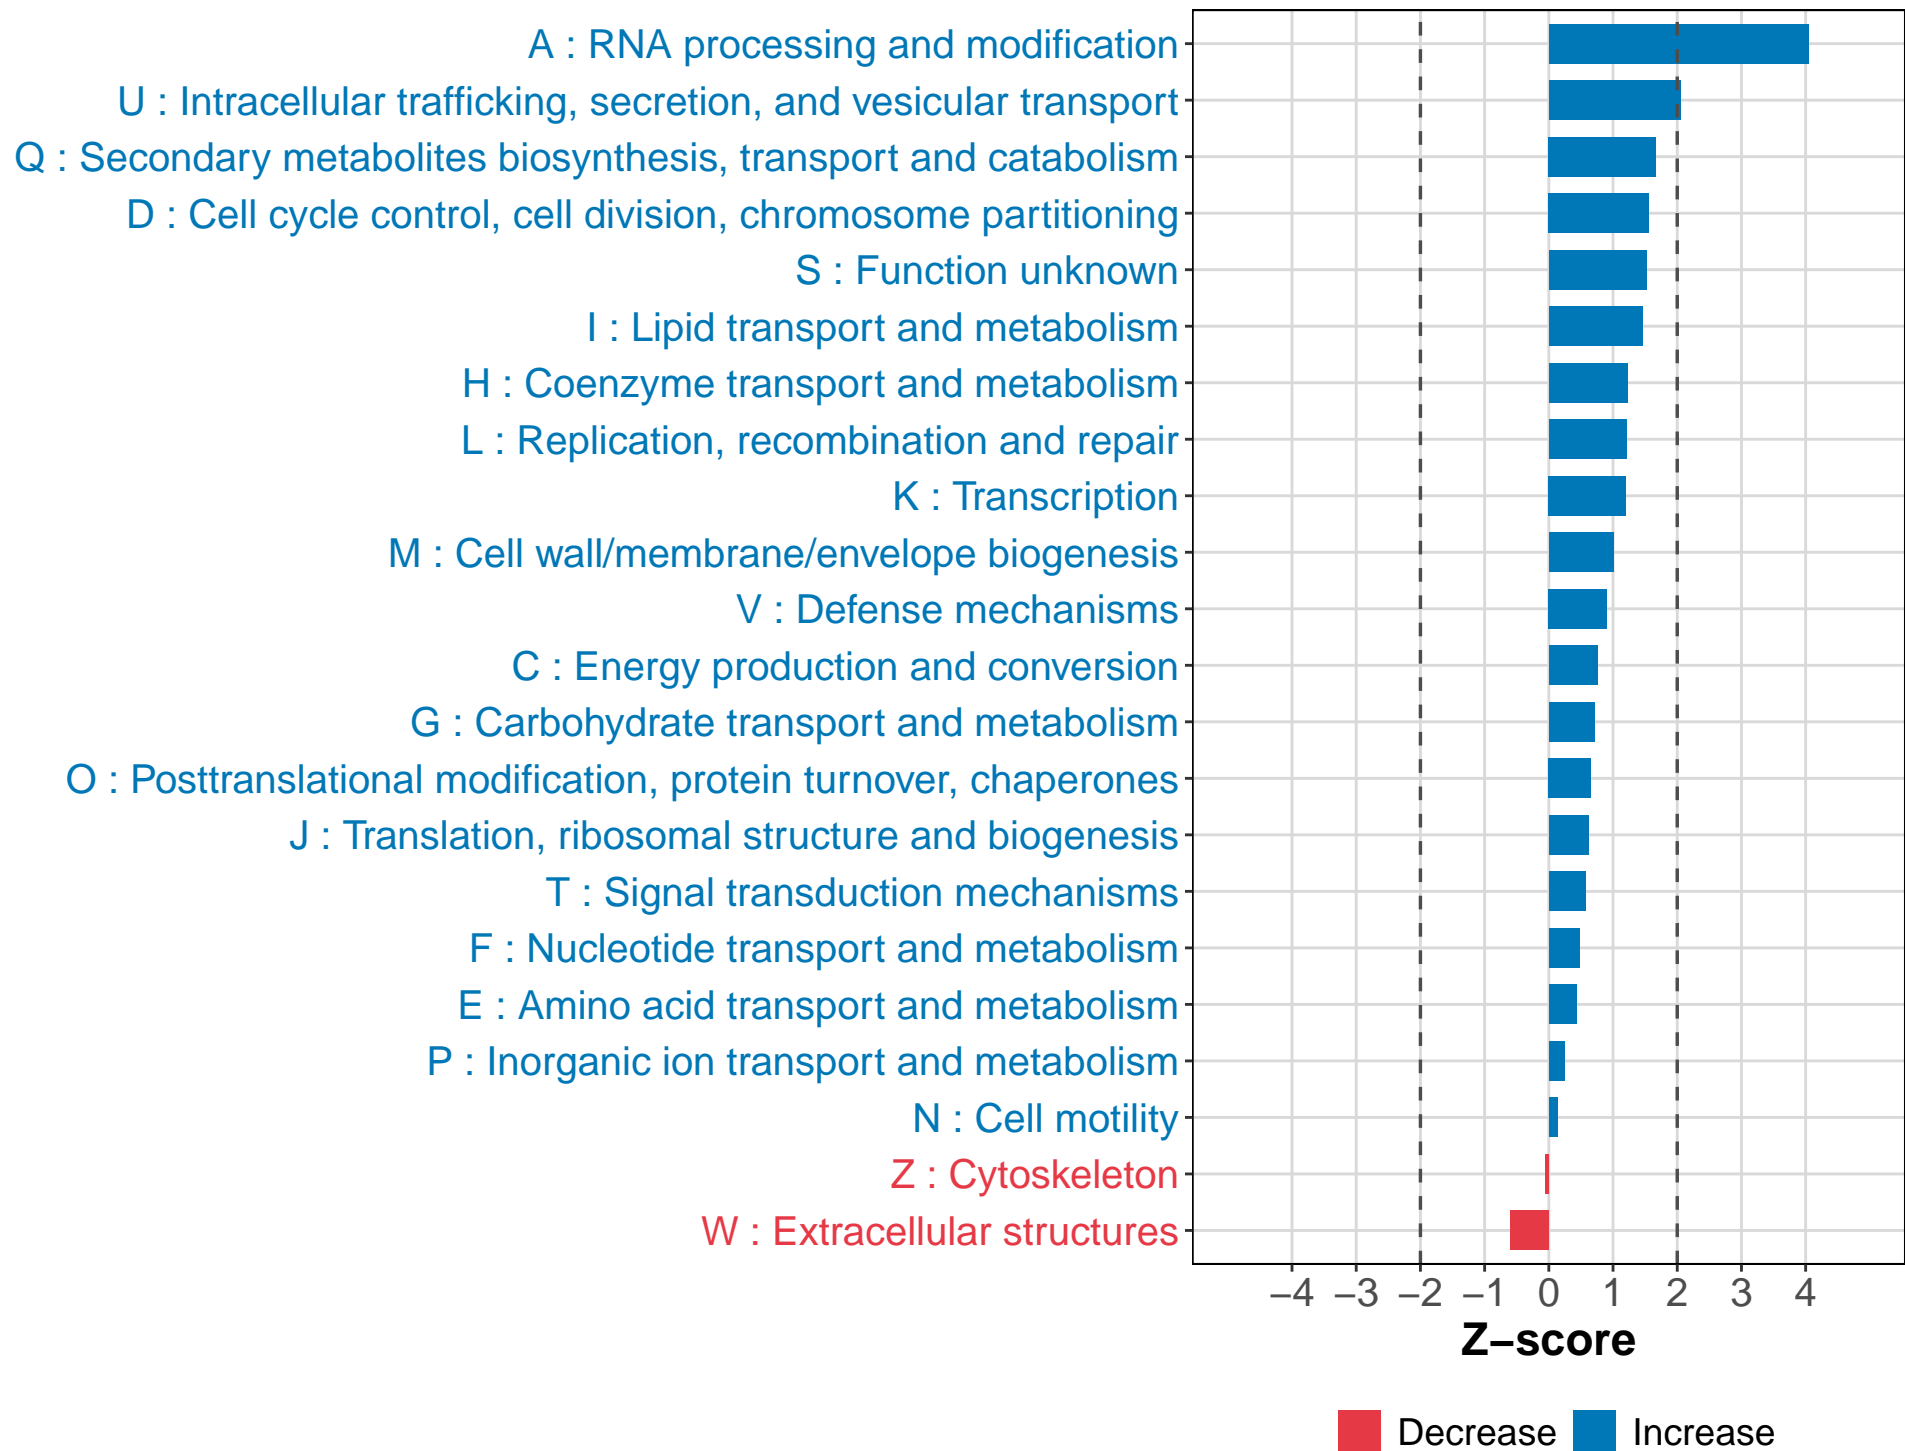 A : RNA processing and modification
U : Intracellular trafficking, secretion, and vesicular transport
Q : Secondary metabolites biosynthesis, transport and catabolism
D : Cell cycle control, cell division, chromosome partitioning
S : Function unknown
I : Lipid transport and metabolism
H : Coenzyme transport and metabolism
L : Replication, recombination and repair
K : Transcription
M : Cell wall/membrane/envelope biogenesis
V : Defense mechanisms
C : Energy production and conversion
G : Carbohydrate transport and metabolism
O : Posttranslational modification, protein turnover, chaperones
J : Translation, ribosomal structure and biogenesis
T : Signal transduction mechanisms
F : Nucleotide transport and metabolism
E : Amino acid transport and metabolism
P : Inorganic ion transport and metabolism
N : Cell motility
Z : Cytoskeleton
W : Extracellular structures
−4 −3 −2 −1 0 1 2 3 4
Z−score
Decrease Increase